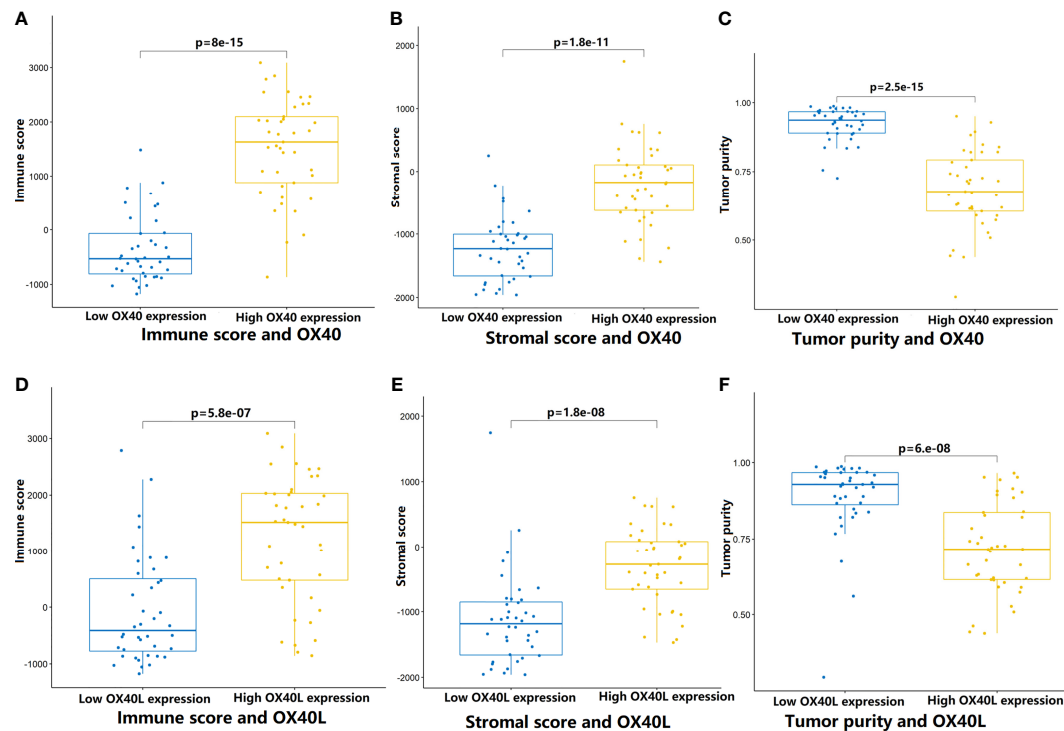 A
p=8e-15
Immune score
3000
2000
1000
0
-1000
Low OX40 expression
High OX40 expression
Immune score and OX40
B
p=1.8e-11
Stromal score
2000
1000
0
-1000
-2000
Low OX40 expression
High OX40 expression
Stromal score and OX40
C
p=2.5e-15
Tumor purity
1.00
0.75
0.50
Low OX40 expression
High OX40 expression
Tumor purity and OX40
D
p=5.8e-07
Immune score
3000
2000
1000
0
-1000
Low OX40L expression
High OX40L expression
Immune score and OX40L
E
p=1.8e-08
Stromal score
2000
0
-1000
-2000
Low OX40L expression
High OX40L expression
Stromal score and OX40L
F
p=6.e-08
Tumor purity
1.00
0.75
0.50
Low OX40L expression
High OX40L expression
Tumor purity and OX40L